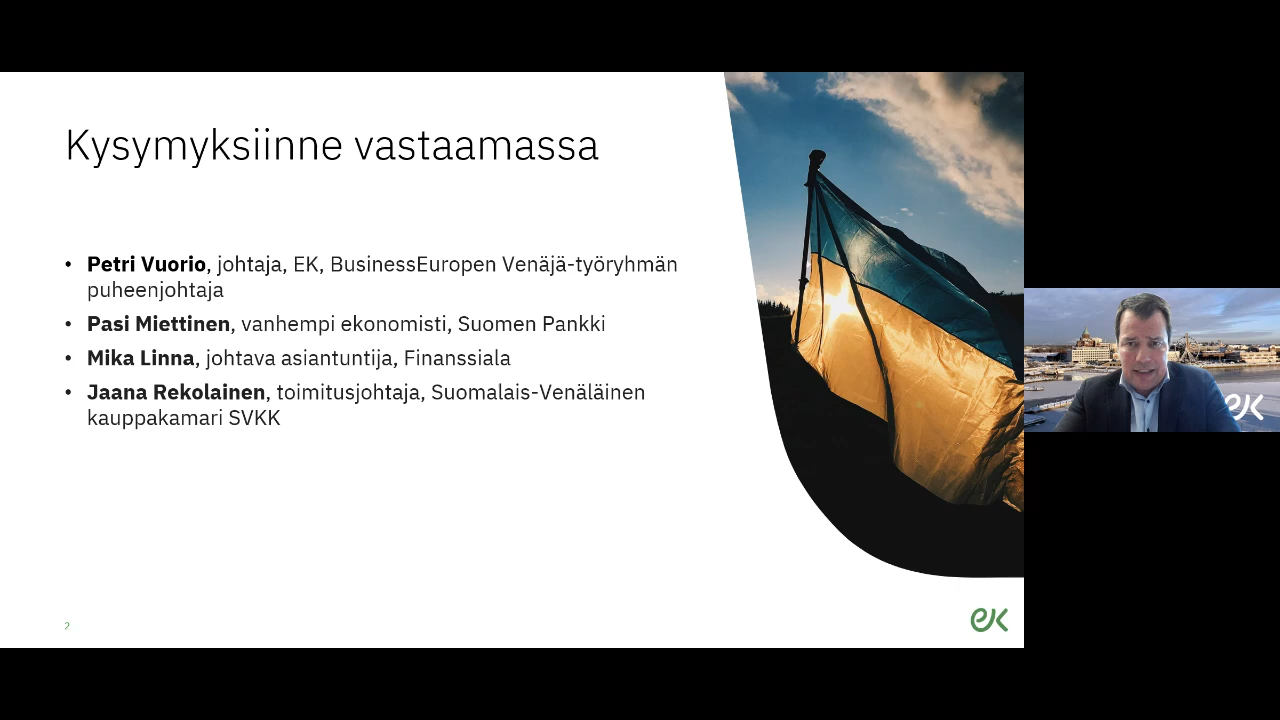 Kysymyksiinne vastaamassa
• Petri Vuorio, johtaja, EK, BusinessEuropen Venäjä-työryhmän
puheenjohtaja
• Pasi Miettinen, vanhempi ekonomisti, Suomen Pankki
• Mika Linna, johtava asiantuntija, Finanssiala
• Jaana Rekolainen, toimitusjohtaja, Suomalais-Venäläinen
kauppakamari SVKK
ek
2
ek